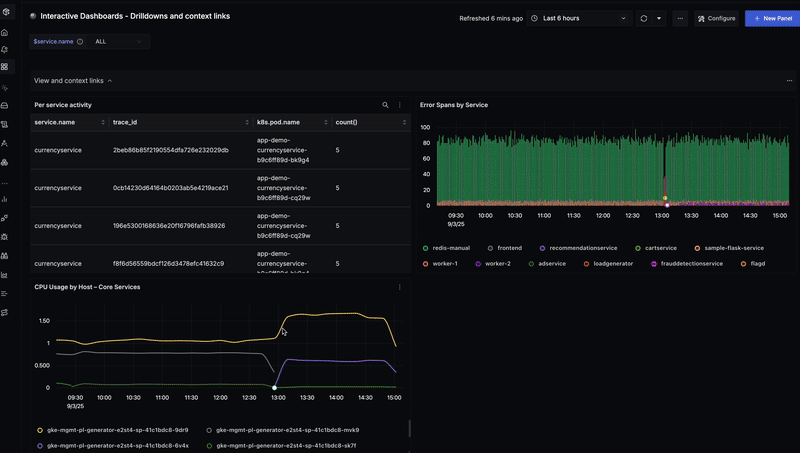 Interactive Dashboards - Drilldowns and context links
Refreshed 6 mins ago
Last 6 hours
Configure
+ New Panel
$service.name
ALL
View and context links
Per service activity
service.name trace_id k8s.pod.name count()
currencyservice 2beb86b85f2190554dfa726e232029db app-demo-currencyservice-b9c6ff89d-bk9g4 5
currencyservice 0cb14230d64164b0203ab5e4219ace21 app-demo-currencyservice-b9c6ff89d-cq29w 5
currencyservice 196e5300168636e20f16796fafb38926 app-demo-currencyservice-b9c6ff89d-cq29w 5
currencyservice f8f6d56559bdcf126d3478efc41632c9 app-demo-currencyservice- 5
Error Spans by Service
100
80
60
40
20
0
09:30 10:00 10:30 11:00 11:30 12:00 12:30 13:00 13:30 14:00 14:30 15:00
9/3/25
redis-manual frontend recommendationservice cartservice sample-flask-service
worker-1 worker-2 adservice loadgenerator frauddetectionservice flagd
CPU Usage by Host – Core Services
1.50
1
0.500
0
09:30 10:00 10:30 11:00 11:30 12:00 12:30 13:00 13:30 14:00 14:30 15:00
9/3/25
gke-mgmt-pl-generator-e2st4-sp-41c1bdc8-9dr9 gke-mgmt-pl-generator-e2st4-sp-41c1bdc8-mvk9
gke-mgmt-pl-generator-e2st4-sp-41c1bdc8-6v4x gke-mgmt-pl-generator-e2st4-sp-41c1bdc8-sk7f